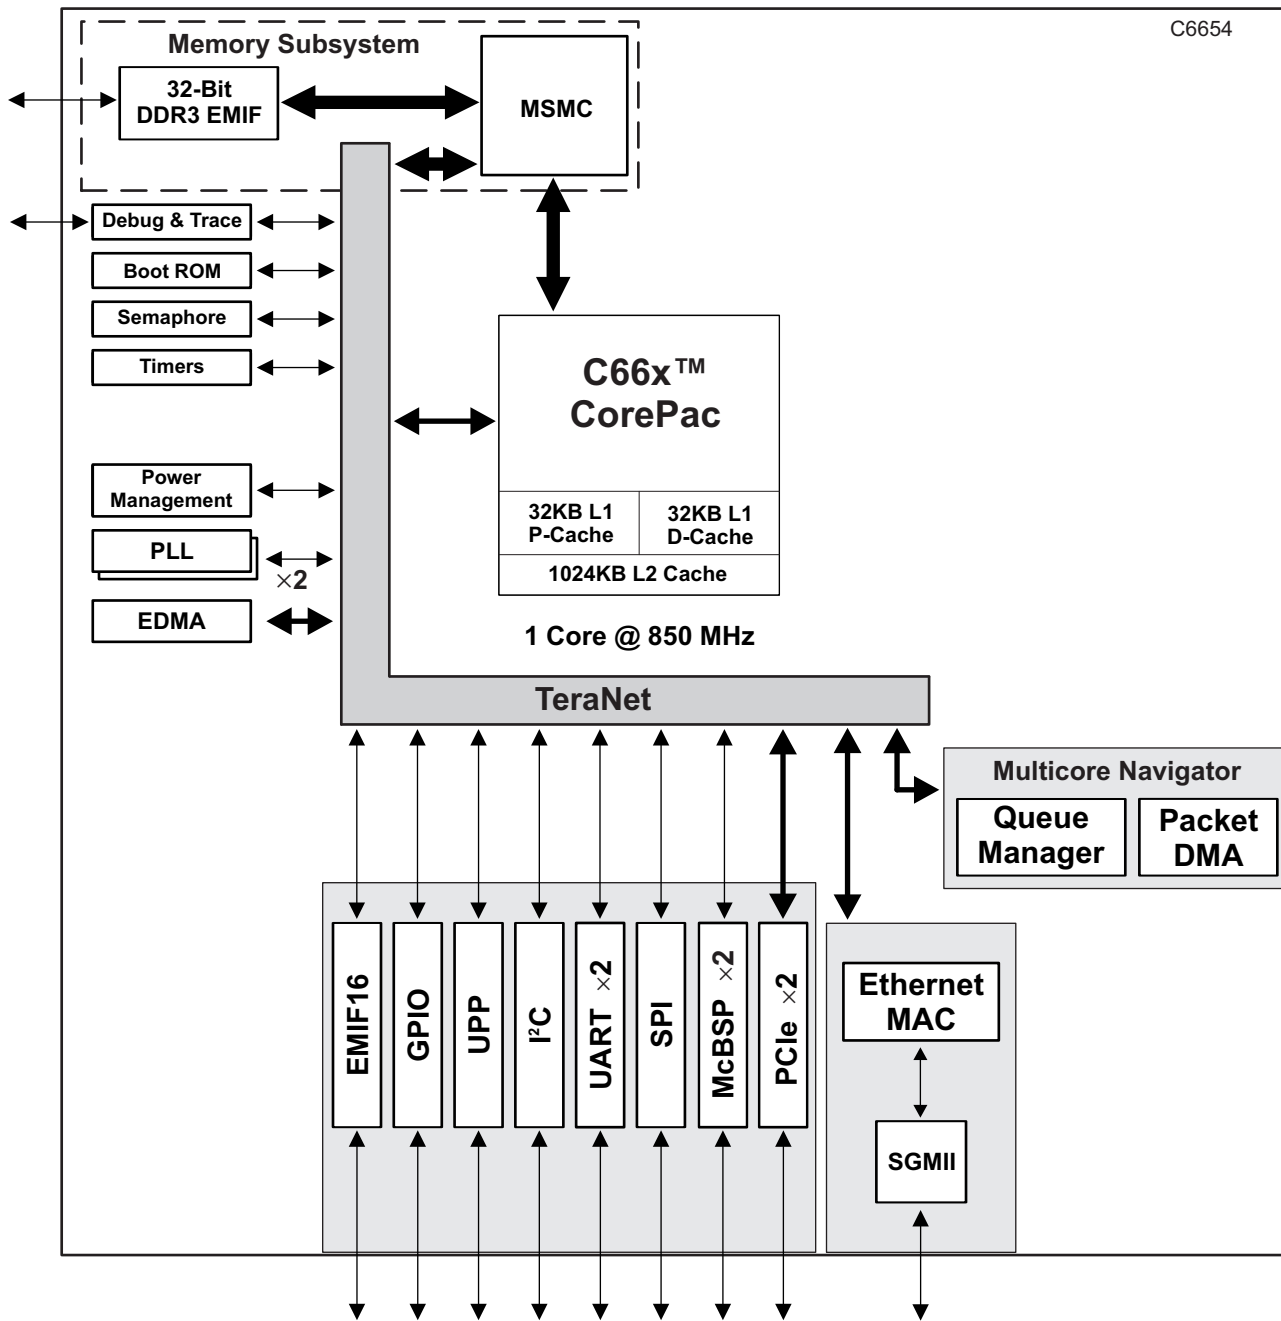 C6654
Memory Subsystem
32-Bit
DDR3 EMIF
MSMC
Debug & Trace
Boot ROM
Semaphore
Timers
Power
Management
PLL
×2
EDMA
C66x™
CorePac
32KB L1
P-Cache
32KB L1
D-Cache
1024KB L2 Cache
1 Core @ 850 MHz
TeraNet
Multicore Navigator
Queue
Manager
Packet
DMA
EMIF16
GPIO
UPP
I²C
UART ×2
SPI
McBSP ×2
PCIe ×2
Ethernet
MAC
SGMII